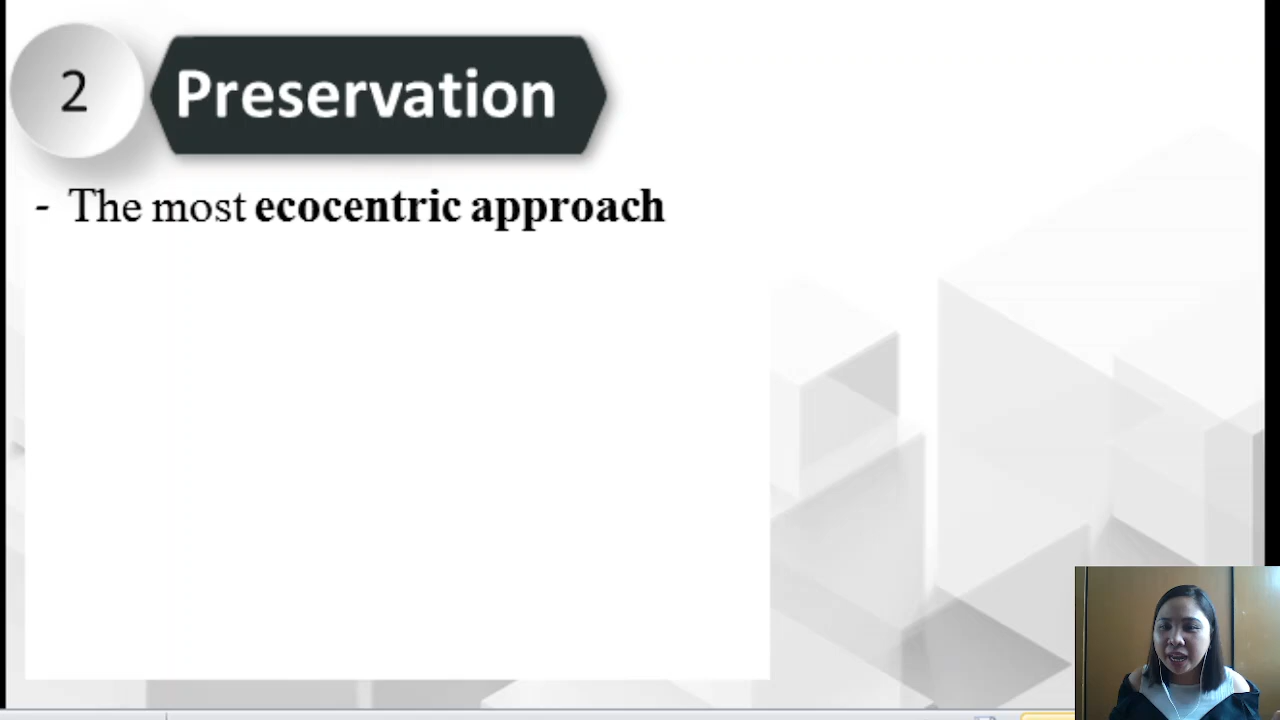 2
Preservation
- The most ecocentric approach